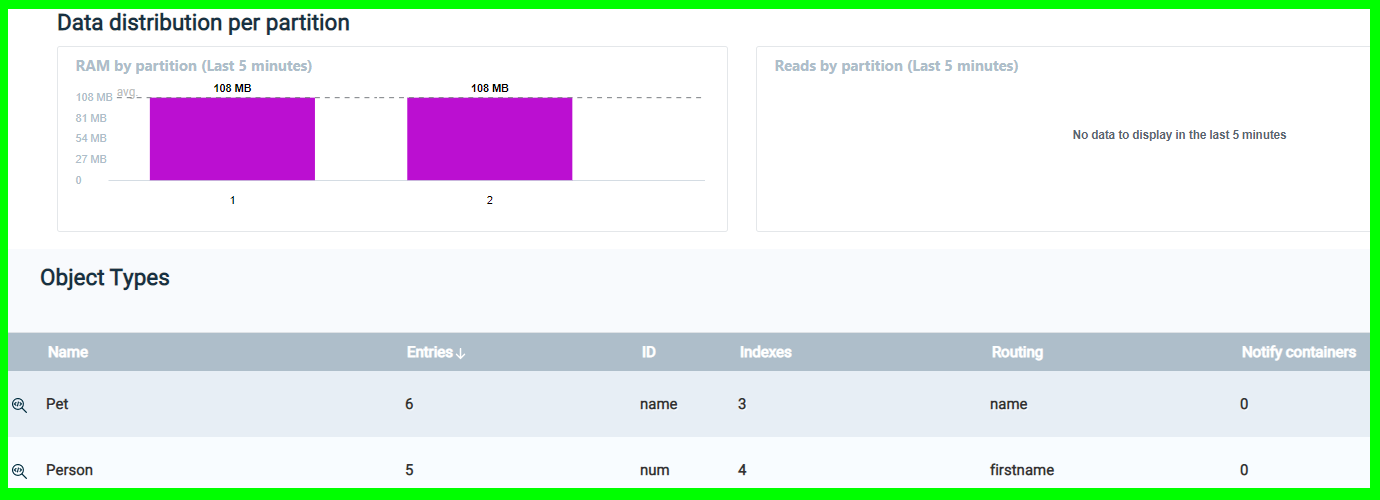 Data distribution per partition
RAM by partition (Last 5 minutes)
Reads by partition (Last 5 minutes)
108 MB
108 MB
108 MB
avg.
81 MB
54 MB
27 MB
0
1
2
No data to display in the last 5 minutes
Object Types
Name Entries↓ ID Indexes Routing Notify containers
Pet 6 name 3 name 0
Person 5 num 4 firstname 0